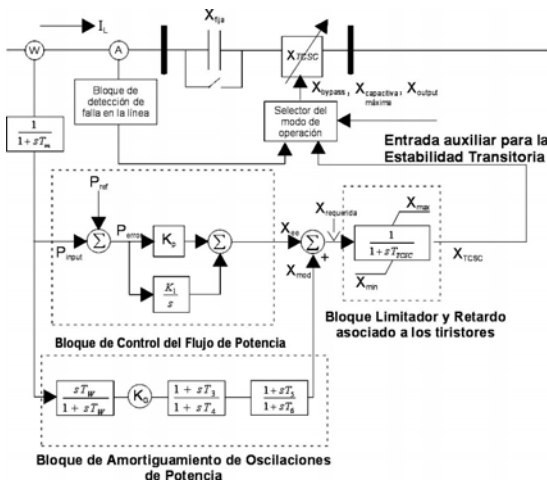 I_L
X_fija
W
A
X_TCSC
Bloque de
detección de
falla en la línea
X_bypass, X_capacitiva máxima, X_output
Selector del
modo de
operación
1 / 1 + sT_m
Entrada auxiliar para la
Estabilidad Transitoria
P_ref
P_input
Σ
P_error
K_p
Σ
K_I / s
X_ee
X_requerida
Σ
+
X_mod
X_max
1 / 1 + sT_TCSC
X_min
X_TCSC
Bloque de Control del Flujo de Potencia
Bloque Limitador y Retardo
asociado a los tiristores
sT_W / 1 + sT_W
K_G
1 + sT_3 / 1 + sT_4
1 + sT_5 / 1 + sT_6
Bloque de Amortiguamiento de Oscilaciones
de Potencia